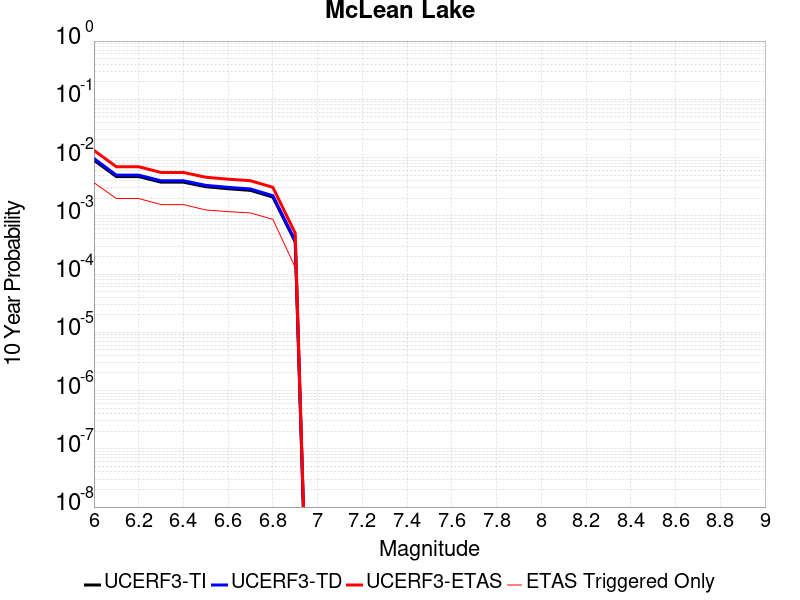 McLean Lake
10^0
10^-1
10^-2
10^-3
10^-4
10^-5
10^-6
10^-7
10^-8
10 Year Probability
6 6.2 6.4 6.6 6.8 7 7.2 7.4 7.6 7.8 8 8.2 8.4 8.6 8.8 9
Magnitude
UCERF3-TI UCERF3-TD UCERF3-ETAS ETAS Triggered Only